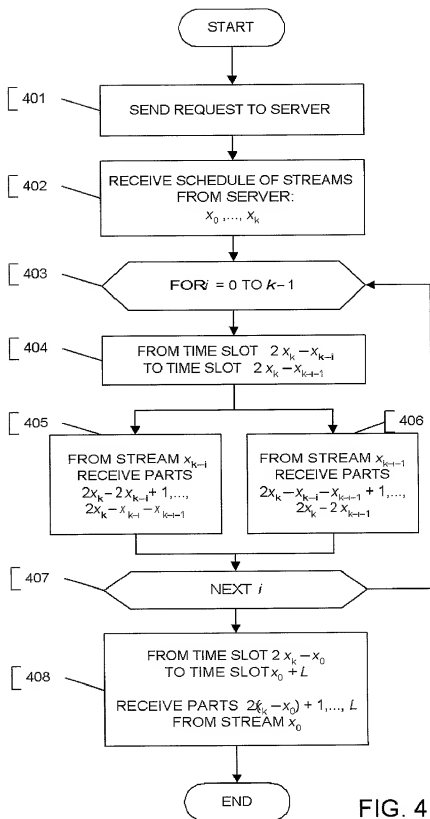 START
401
SEND REQUEST TO SERVER
402
RECEIVE SCHEDULE OF STREAMS
FROM SERVER:
x₀ ,..., xₖ
403
FOR i = 0 TO k−1
404
FROM TIME SLOT 2xₖ−xₖ₋ᵢ
TO TIME SLOT 2xₖ−xₖ₋ᵢ₋₁
405
FROM STREAM xₖ₋ᵢ
RECEIVE PARTS
2xₖ−2xₖ₋ᵢ+1,...,
2xₖ−xₖ₋ᵢ−xₖ₋ᵢ₋₁
406
FROM STREAM xₖ₋ᵢ₋₁
RECEIVE PARTS
2xₖ−xₖ₋ᵢ−xₖ₋ᵢ₋₁+1,...,
2xₖ−2xₖ₋ᵢ₋₁
407
NEXT i
408
FROM TIME SLOT 2xₖ−x₀
TO TIME SLOT x₀+L
RECEIVE PARTS 2(ₖ−x₀)+1,..., L
FROM STREAM x₀
END
FIG. 4